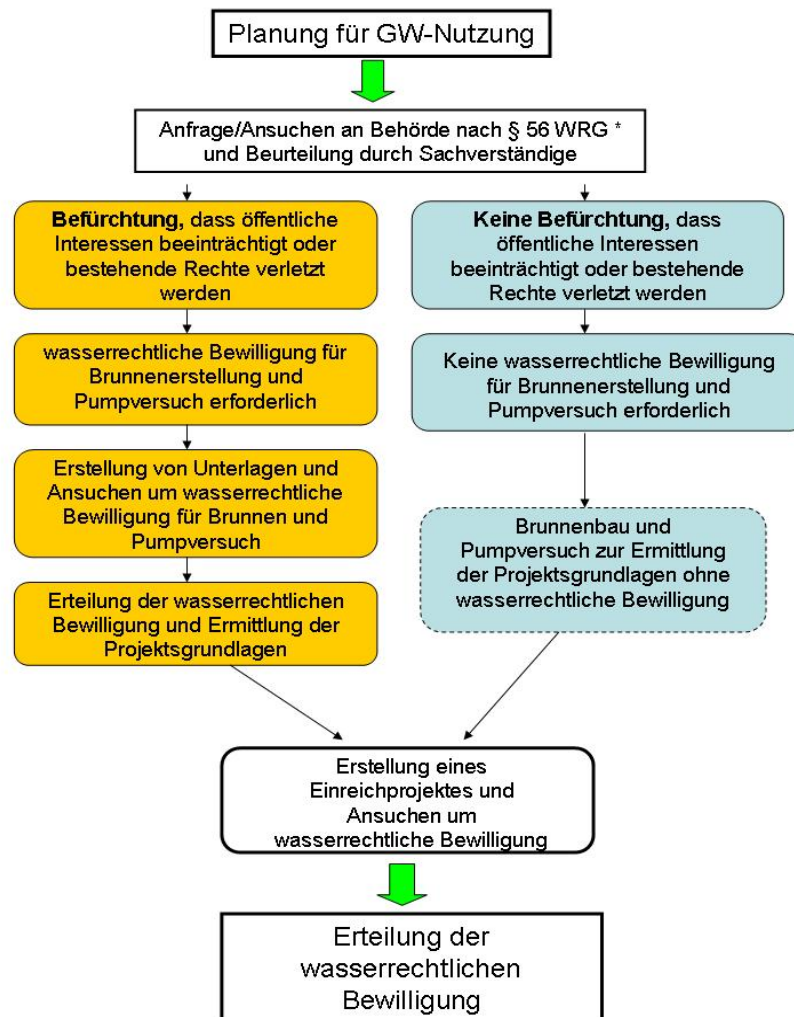 Planung für GW-Nutzung
Anfrage/Ansuchen an Behörde nach § 56 WRG *
und Beurteilung durch Sachverständige
Befürchtung, dass öffentliche
Interessen beeinträchtigt oder
bestehende Rechte verletzt
werden
wasserrechtliche Bewilligung für
Brunnenerstellung und
Pumpversuch erforderlich
Erstellung von Unterlagen und
Ansuchen um wasserrechtliche
Bewilligung für Brunnen und
Pumpversuch
Erteilung der wasserrechtlichen
Bewilligung und Ermittlung der
Projektsgrundlagen
Keine Befürchtung, dass
öffentliche Interessen
beeinträchtigt oder bestehende
Rechte verletzt werden
Keine wasserrechtliche Bewilligung
für Brunnenerstellung und
Pumpversuch erforderlich
Brunnenbau und
Pumpversuch zur Ermittlung
der Projektsgrundlagen ohne
wasserrechtliche Bewilligung
Erstellung eines
Einreichprojektes und
Ansuchen um
wasserrechtliche Bewilligung
Erteilung der
wasserrechtlichen
Bewilligung